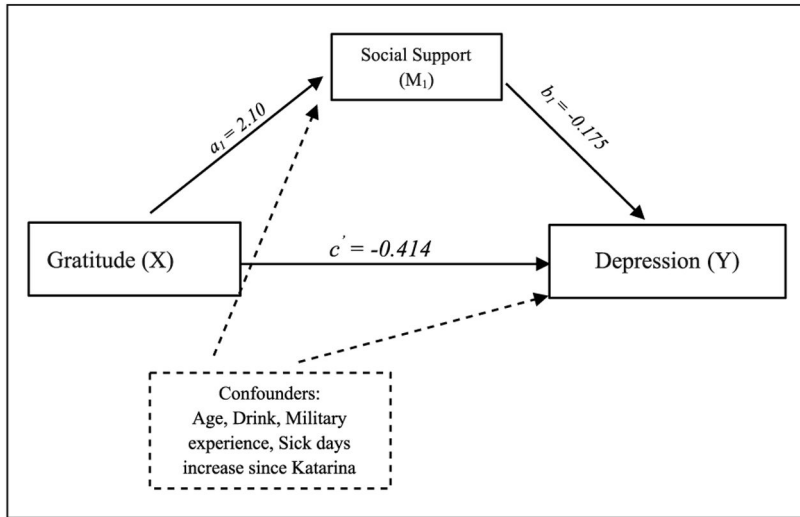 Social Support
(M₁)
a₁ = 2.10
b₁ = -0.175
Gratitude (X)
c' = -0.414
Depression (Y)
Confounders:
Age, Drink, Military
experience, Sick days
increase since Katarina